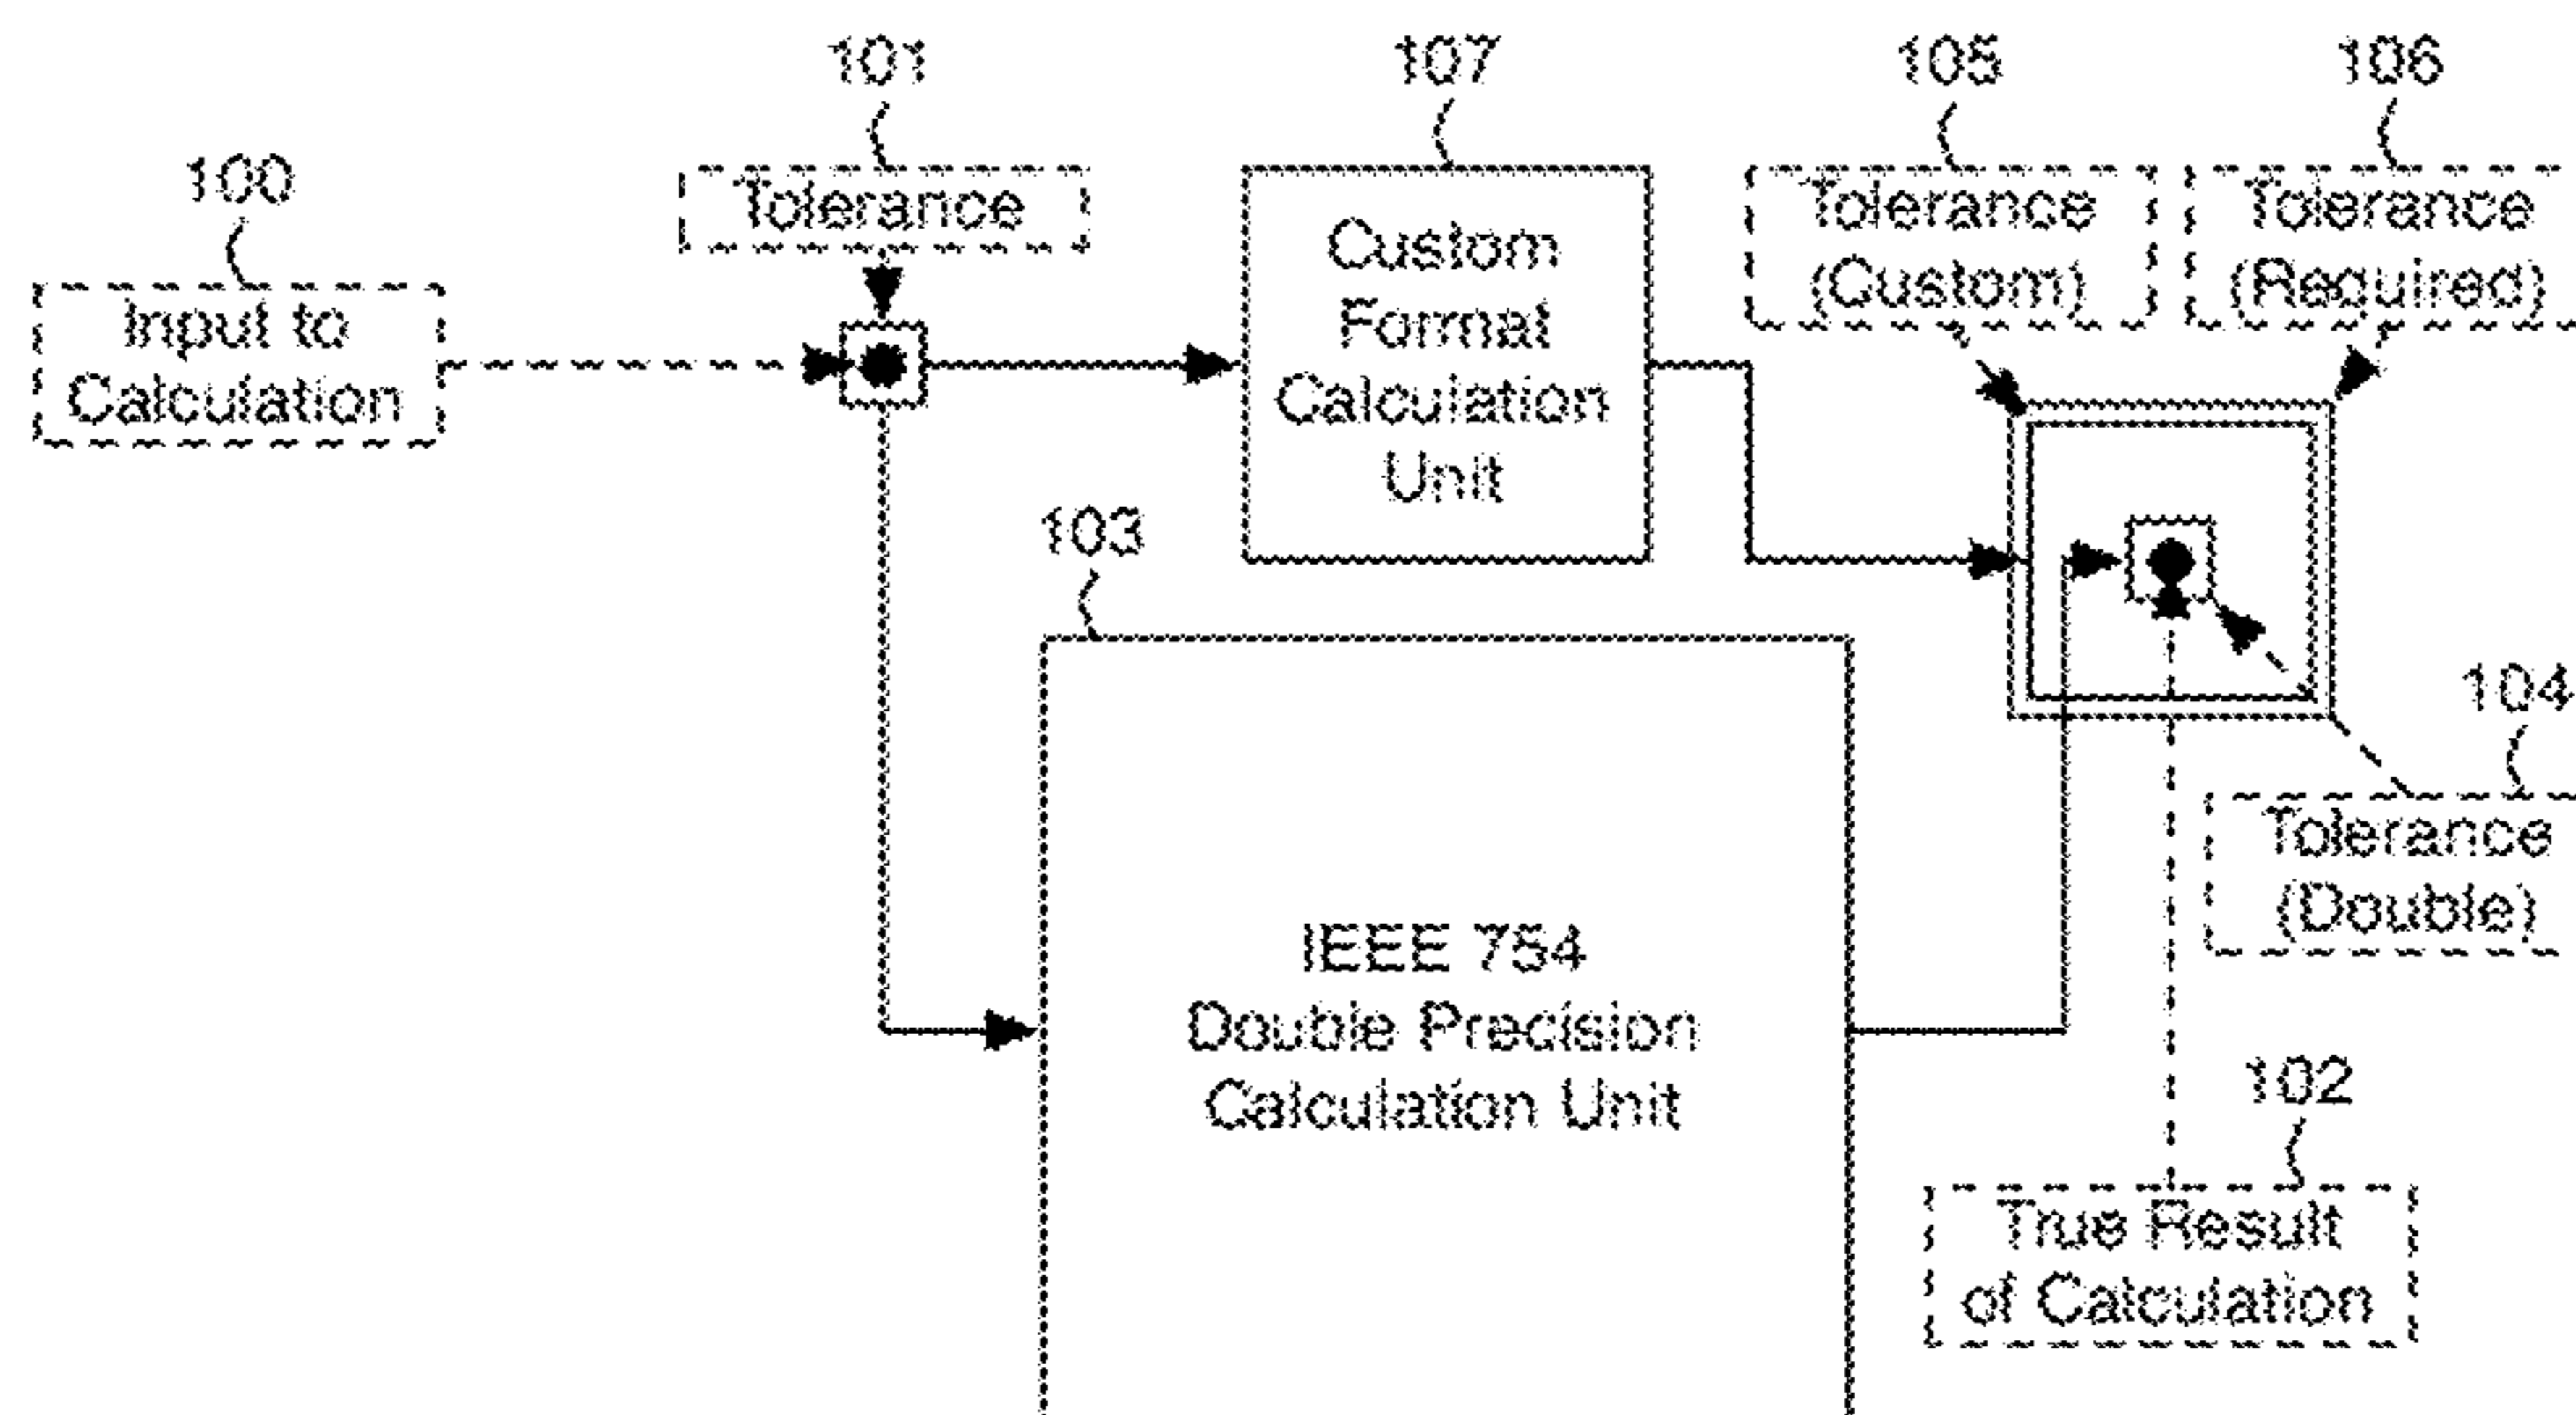 101
107
105
106
100
Tolerance
Input to
Calculation
Custom
Format
Calculation
Unit
Tolerance
(Custom)
Tolerance
(Required)
103
104
IEEE 754
Double Precision
Calculation Unit
Tolerance
(Double)
102
True Result
of Calculation